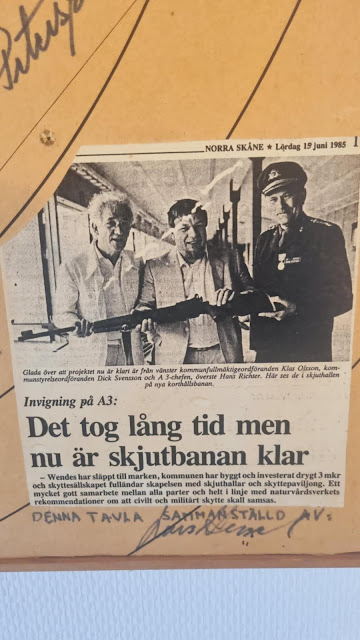 Pitersp
NORRA SKÅNE ★ Lördag 15 juni 1985 1
Glada över att projektet nu är klart är från vänster kommunfullmäktigeordföranden Klas Olsson, kom-
munstyrelseordföranden Dick Svensson och A 3-chefen, överste Hans Richter. Här ses de i skjuthallen
på nya korthållsbanan.
Invigning på A3:
Det tog lång tid men
nu är skjutbanan klar
– Wendes har släppt till marken, kommunen har byggt och investerat drygt 3 mkr
och skyttesällskapet fulländar skapelsen med skjuthallar och skyttepaviljong. Ett
mycket gott samarbete mellan alla parter och helt i linje med naturvårdsverkets
rekommendationer om att civilt och militärt skytte skall samsas.
DENNA TAVLA SAMMANSTÄLLD AV: